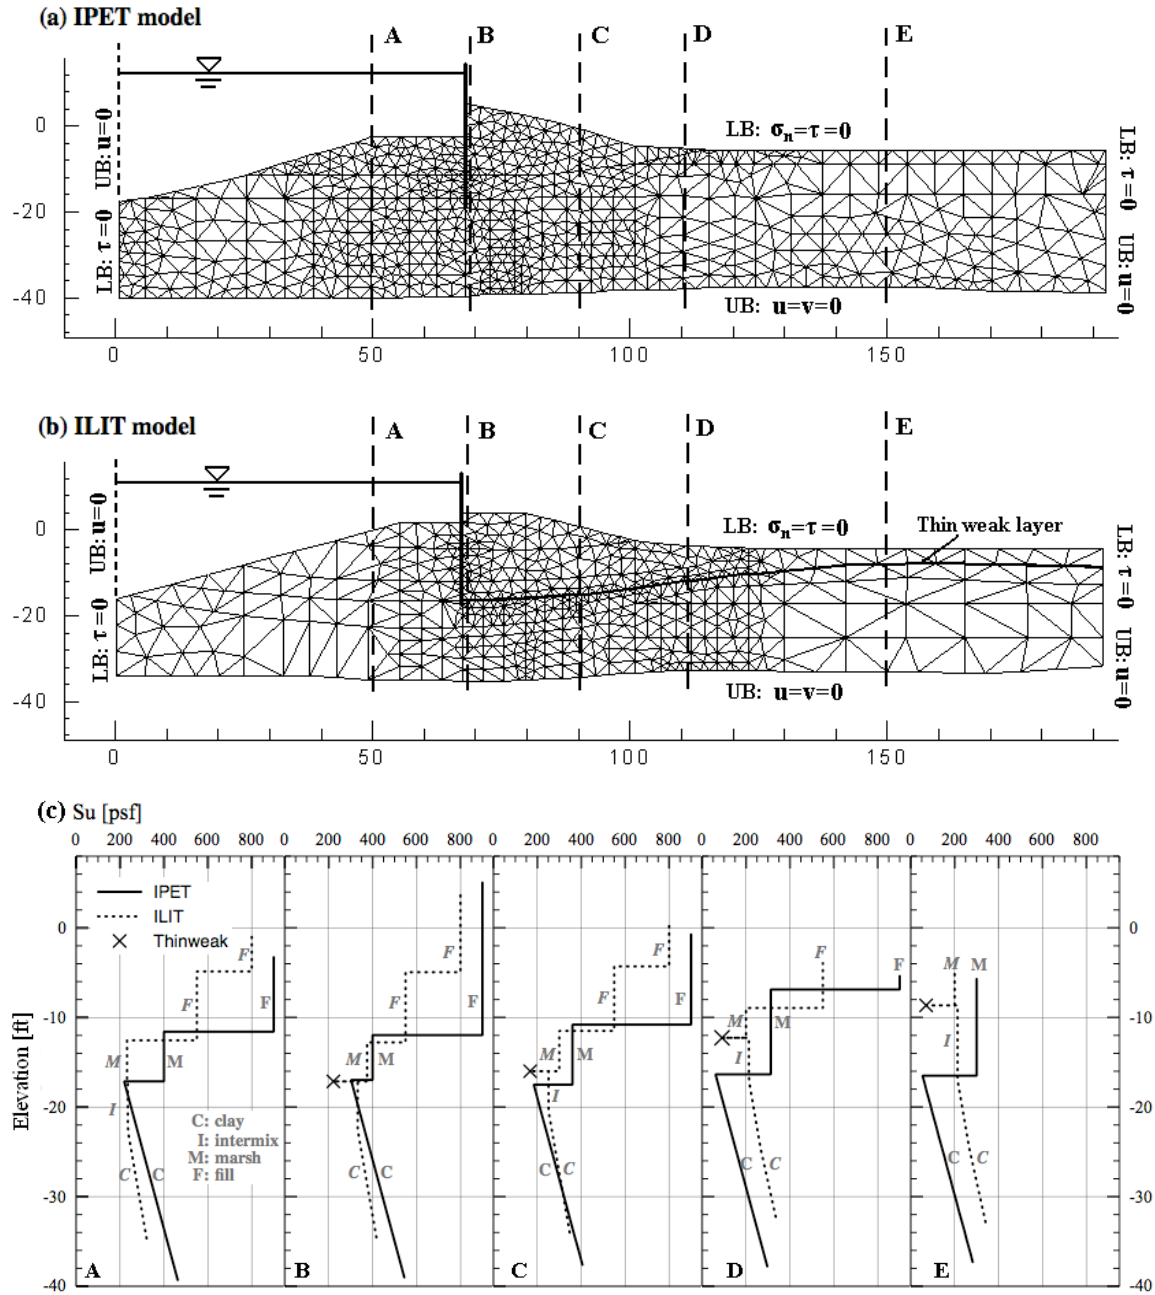 (a) IPET model
A B C D E
UB: u=0
LB: τ=0
LB: σn=τ=0
UB: u=v=0
LB: τ=0
UB: u=0
0
-20
-40
0 50 100 150
(b) ILIT model
A B C D E
UB: u=0
LB: τ=0
LB: σn=τ=0
Thin weak layer
UB: u=v=0
LB: τ=0
UB: u=0
0
-20
-40
0 50 100 150
(c) Su [psf]
0 200 400 600 800 0 200 400 600 800 0 200 400 600 800 0 200 400 600 800 0 200 400 600 800
IPET
ILIT
Thinweak
Elevation [ft]
0 0
-10 -10
-20 -20
-30 -30
-40 -40
F F F M M I C C
C: clay
I: intermix
M: marsh
F: fill
A
F F F M M C C
B
F F F M M I C C
C
F F M M I C C
D
M M I C C
E